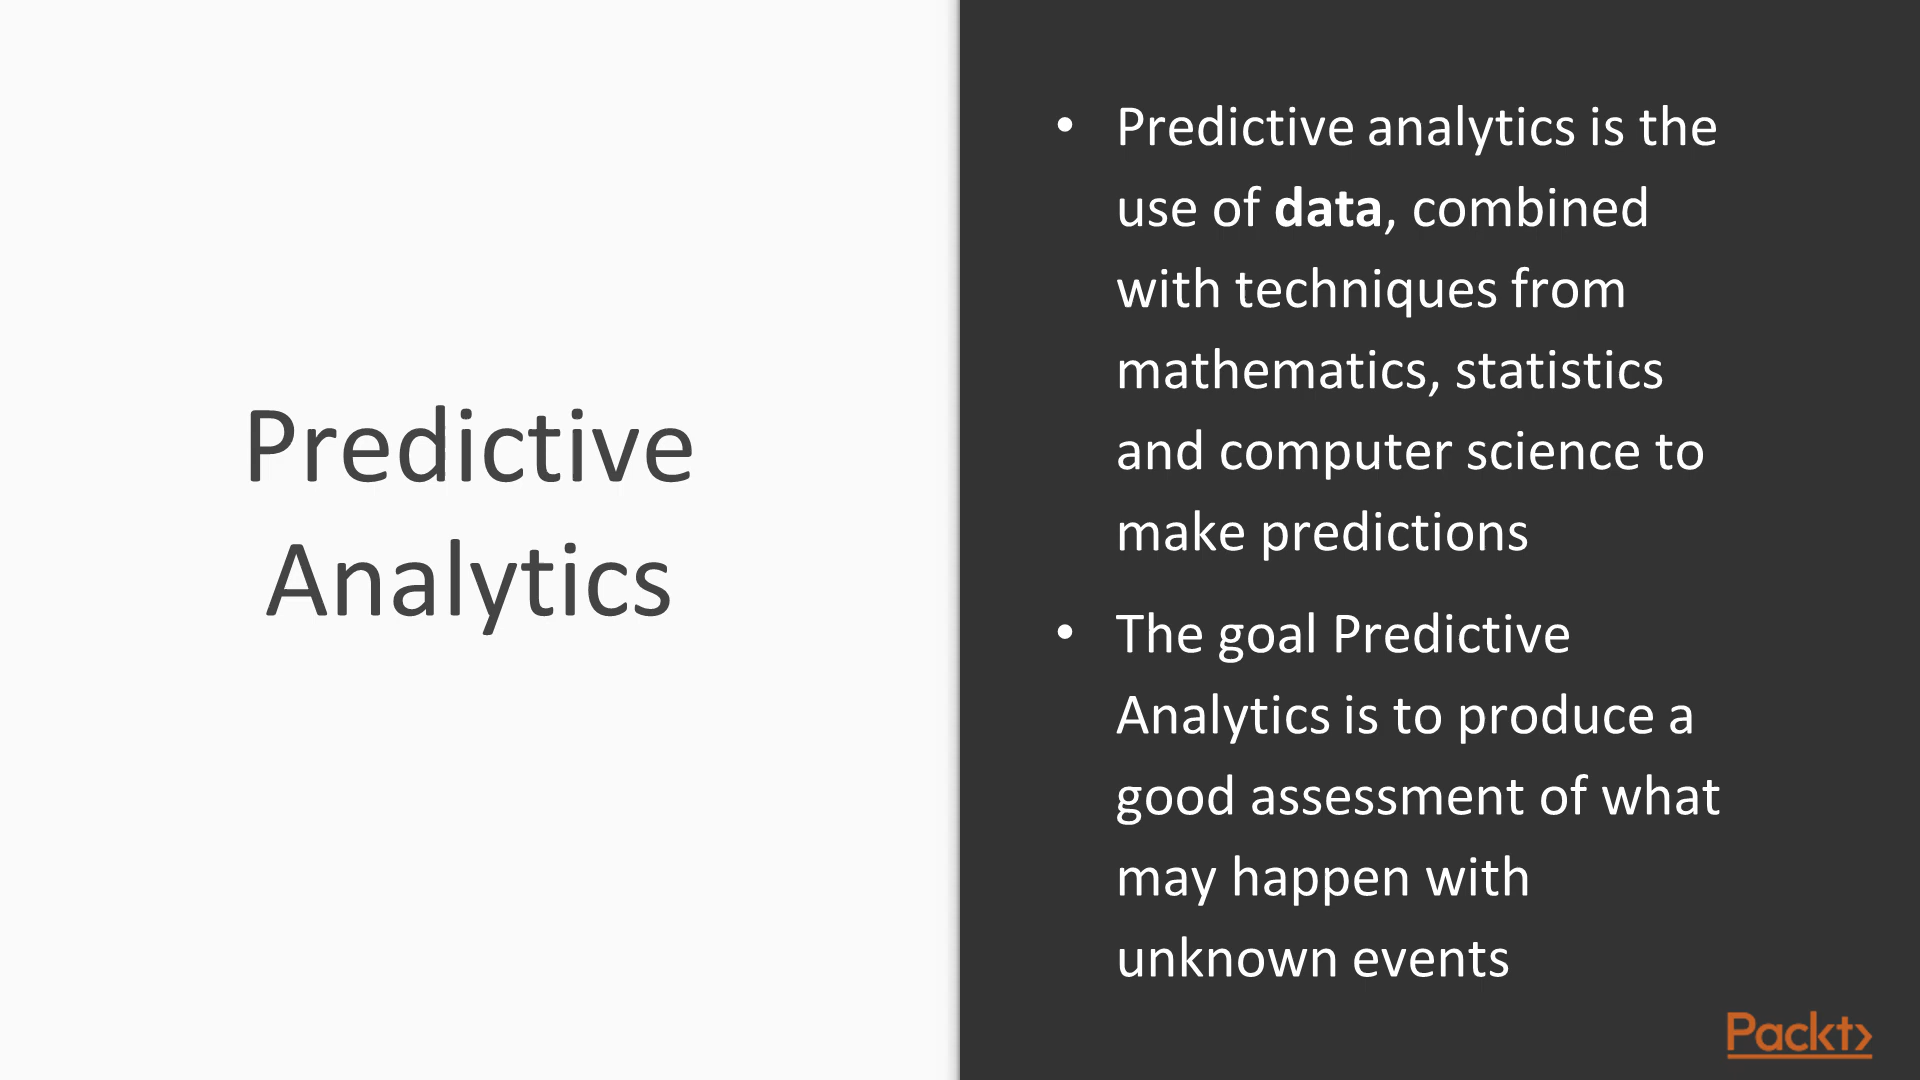 Predictive
Analytics
• Predictive analytics is the
use of data, combined
with techniques from
mathematics, statistics
and computer science to
make predictions
• The goal Predictive
Analytics is to produce a
good assessment of what
may happen with
unknown events
Packt>